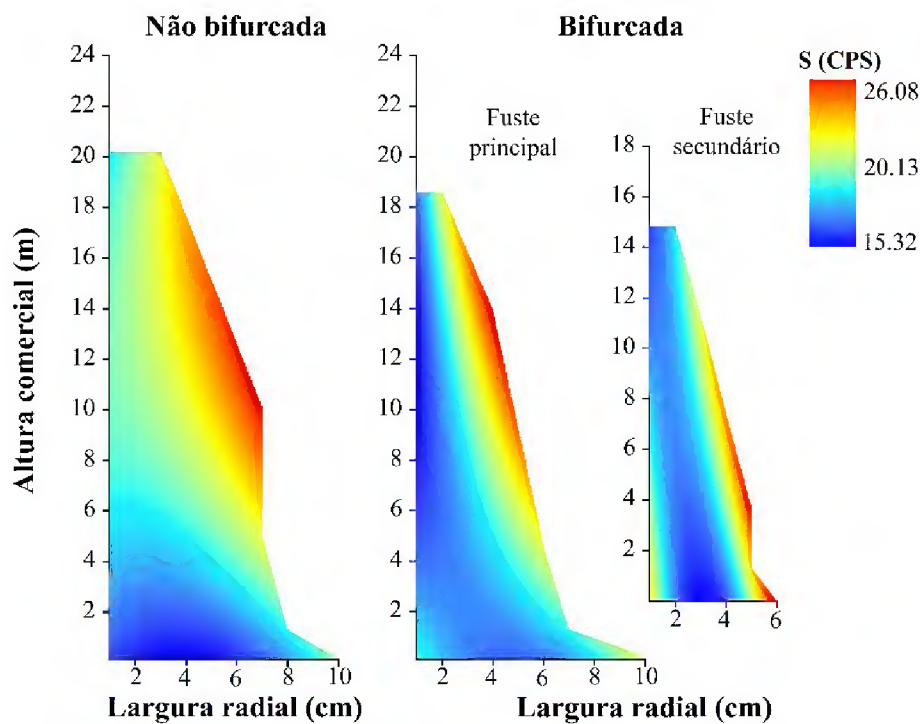 Não bifurcada
Bifurcada
S (CPS)
26.08
20.13
15.32
Fuste
principal
Fuste
secundário
Altura comercial (m)
24
22
20
18
16
14
12
10
8
6
4
2
2 4 6 8 10
Largura radial (cm)
24
22
20
18
16
14
12
10
8
6
4
2
2 4 6 8 10
Largura radial (cm)
18
16
14
12
10
8
6
4
2
2 4 6